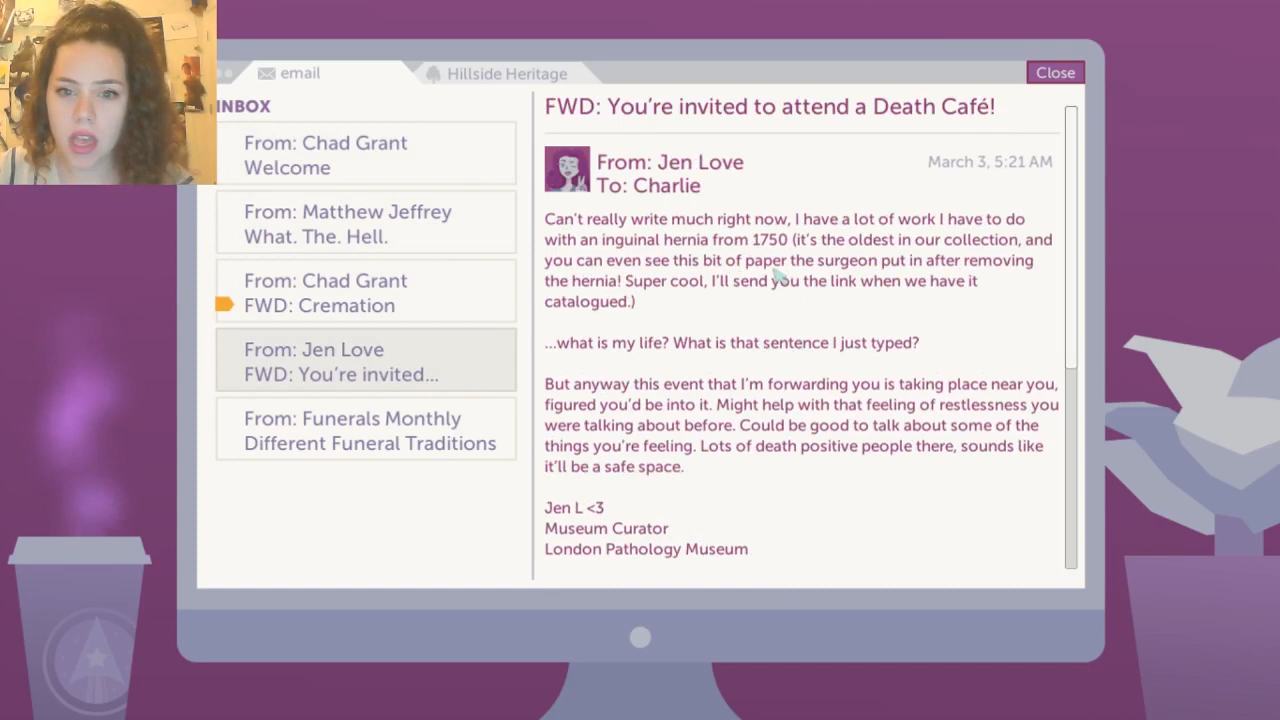 email
Hillside Heritage
Close
INBOX
From: Chad Grant
Welcome
From: Matthew Jeffrey
What. The. Hell.
From: Chad Grant
FWD: Cremation
From: Jen Love
FWD: You're invited...
From: Funerals Monthly
Different Funeral Traditions
FWD: You're invited to attend a Death Café!
From: Jen Love
March 3, 5:21 AM
To: Charlie
Can't really write much right now, I have a lot of work I have to do
with an inguinal hernia from 1750 (it's the oldest in our collection, and
you can even see this bit of paper the surgeon put in after removing
the hernia! Super cool, I'll send you the link when we have it
catalogued.)
...what is my life? What is that sentence I just typed?
But anyway this event that I'm forwarding you is taking place near you,
figured you'd be into it. Might help with that feeling of restlessness you
were talking about before. Could be good to talk about some of the
things you're feeling. Lots of death positive people there, sounds like
it'll be a safe space.
Jen L <3
Museum Curator
London Pathology Museum